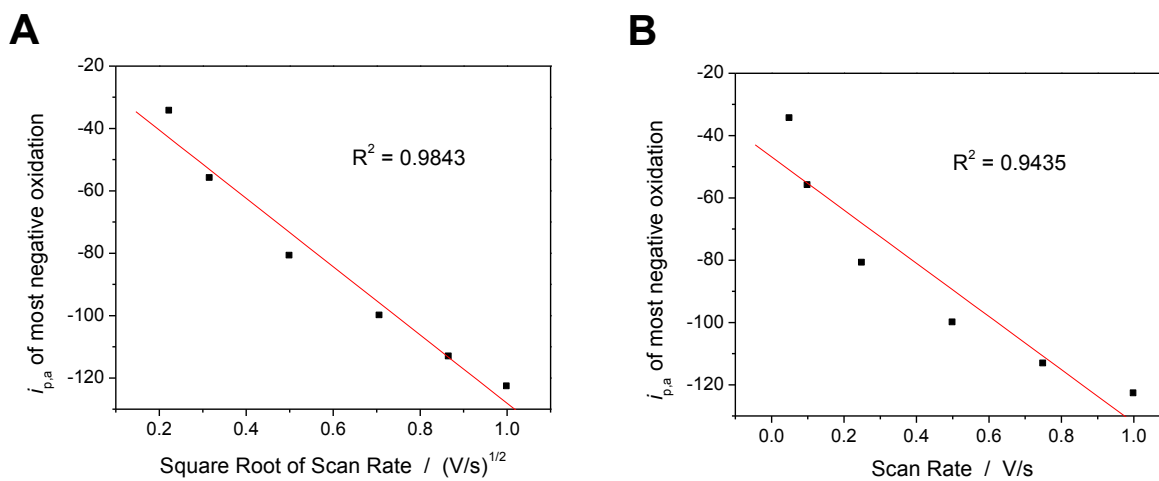 A
-20
-40
-60
-80
-100
-120
i p,a of most negative oxidation
R2 = 0.9843
0.2 0.4 0.6 0.8 1.0
Square Root of Scan Rate / (V/s)1/2
B
-20
-40
-60
-80
-100
-120
i p,a of most negative oxidation
R2 = 0.9435
0.0 0.2 0.4 0.6 0.8 1.0
Scan Rate / V/s